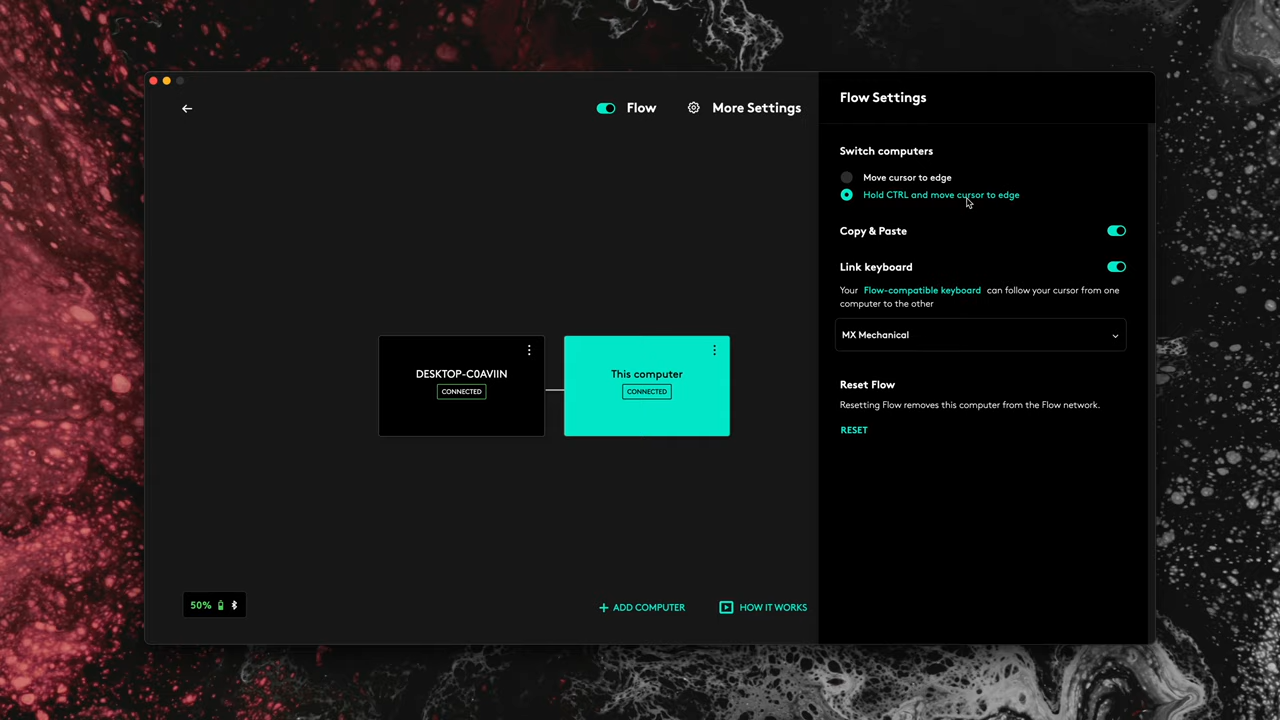 Flow
More Settings
Flow Settings
Switch computers
Move cursor to edge
Hold CTRL and move cursor to edge
Copy & Paste
Link keyboard
Your Flow-compatible keyboard can follow your cursor from one
computer to the other
MX Mechanical
Reset Flow
Resetting Flow removes this computer from the Flow network.
RESET
DESKTOP-C0AVIIN
CONNECTED
This computer
CONNECTED
50%
ADD COMPUTER
HOW IT WORKS